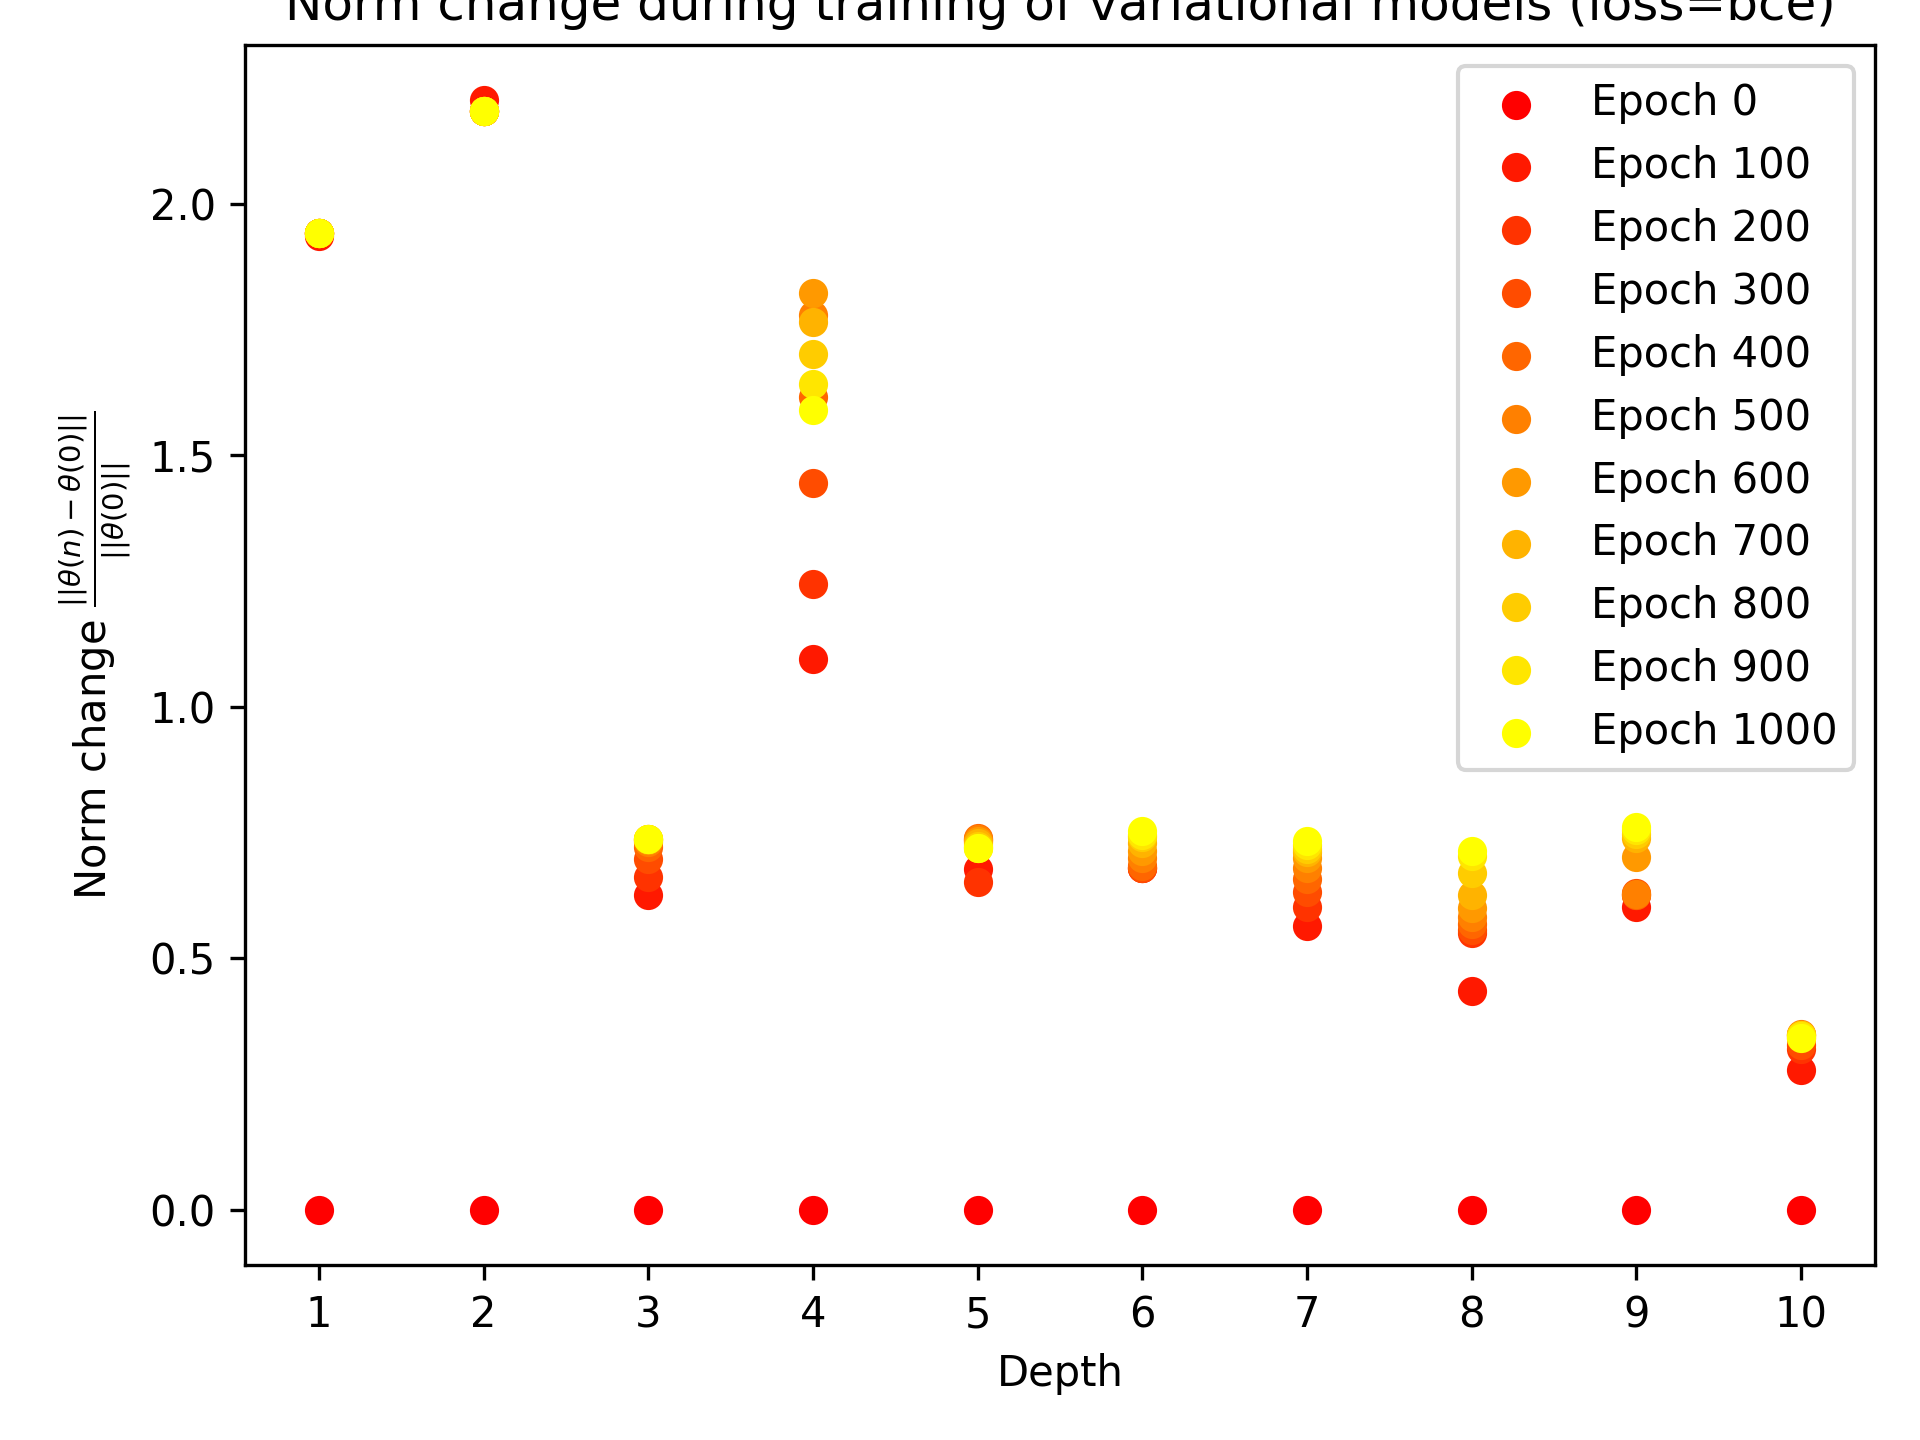 Norm change during training of variational models (loss=bce)
Norm change ||θ(n) − θ(0)|| / ||θ(0)||
2.0
1.5
1.0
0.5
0.0
Epoch 0
Epoch 100
Epoch 200
Epoch 300
Epoch 400
Epoch 500
Epoch 600
Epoch 700
Epoch 800
Epoch 900
Epoch 1000
1 2 3 4 5 6 7 8 9 10
Depth